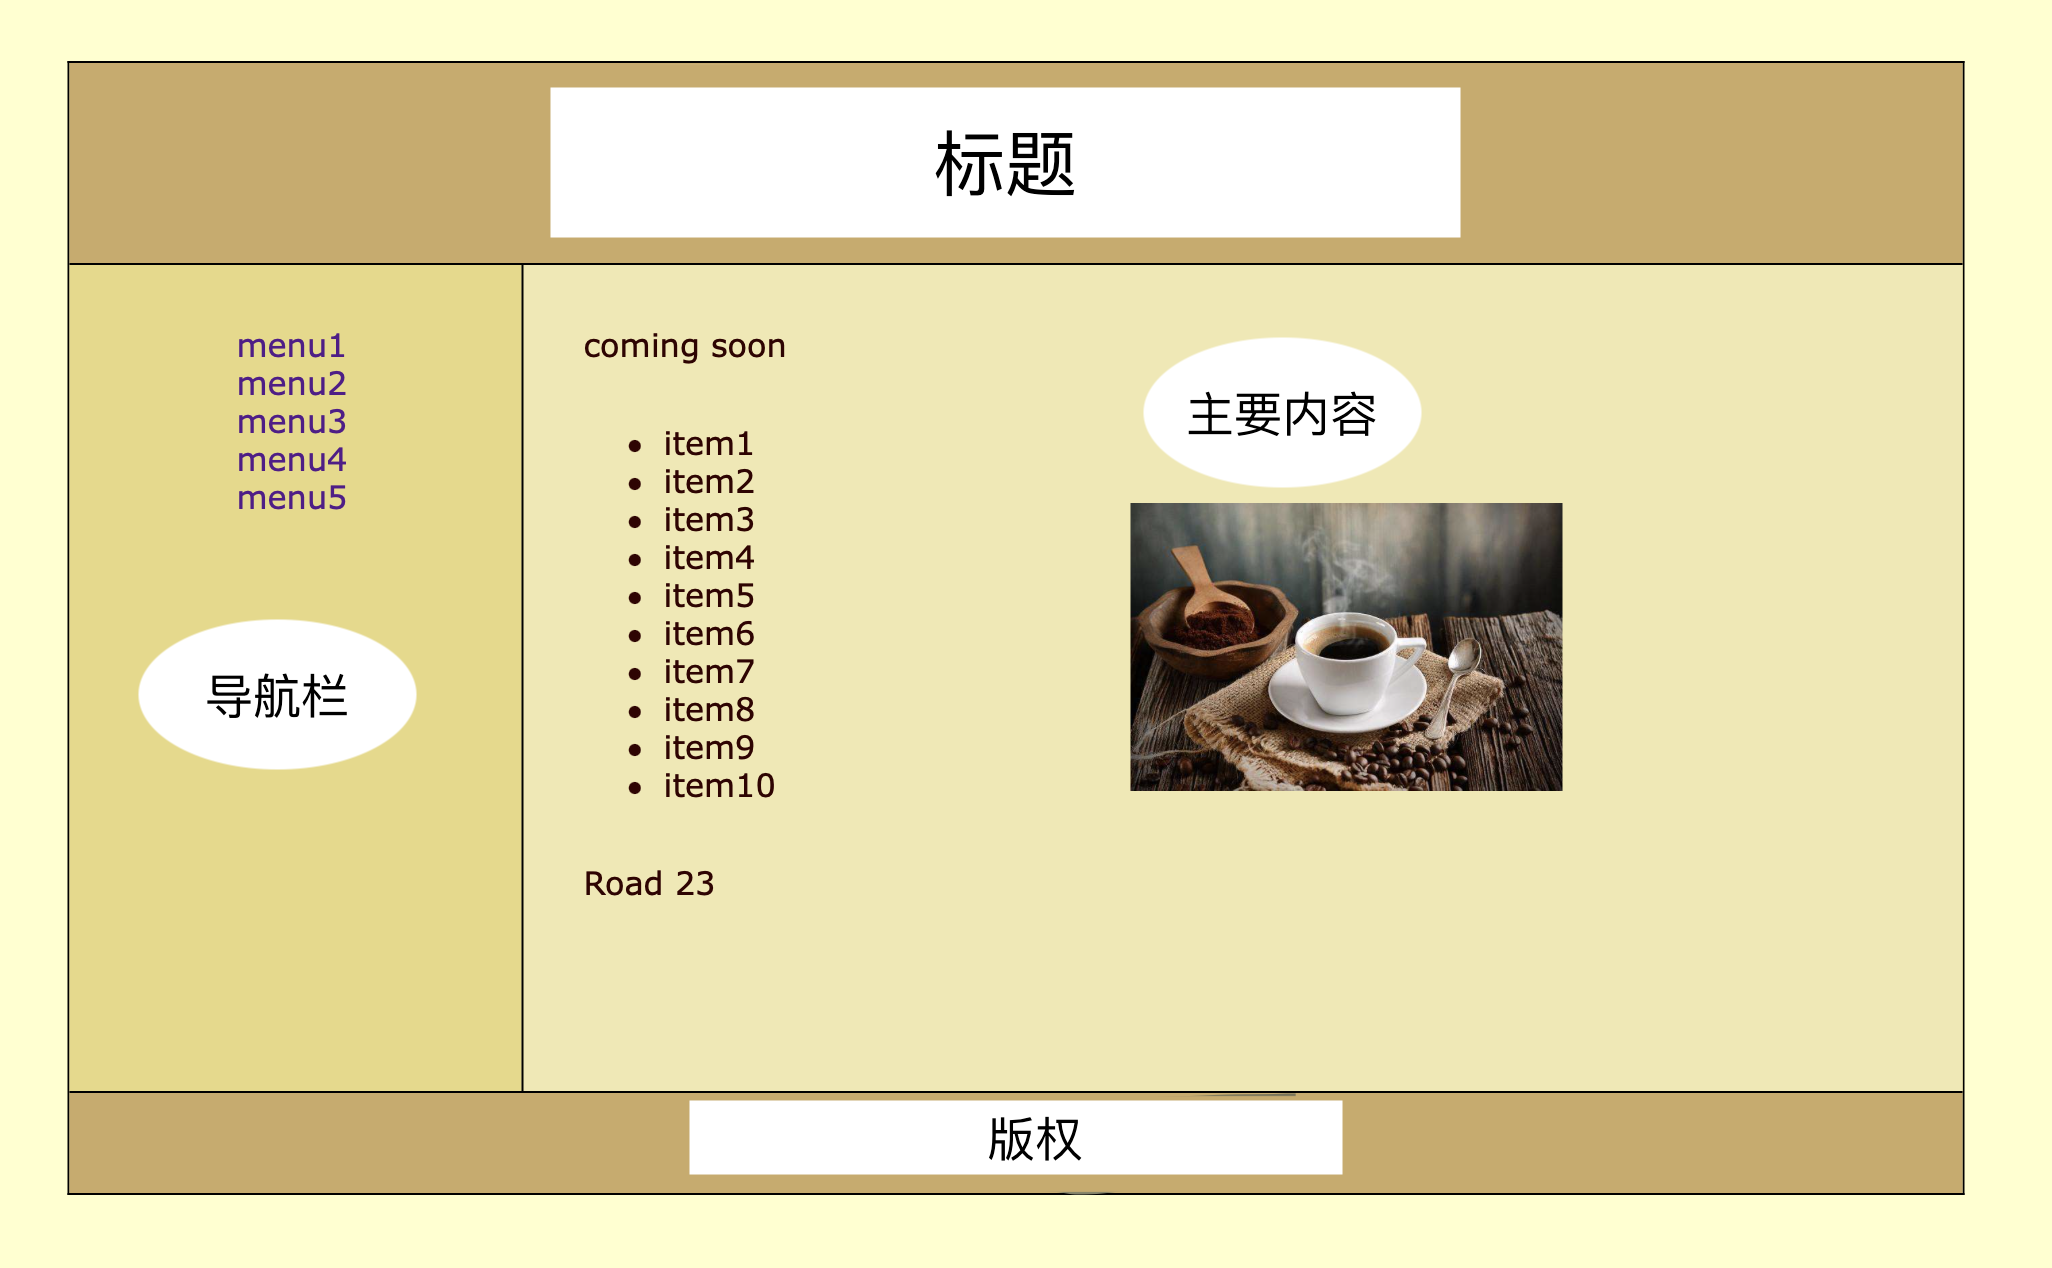 标题
menu1
menu2
menu3
menu4
menu5
导航栏
coming soon
item1
item2
item3
item4
item5
item6
item7
item8
item9
item10
Road 23
主要内容
版权